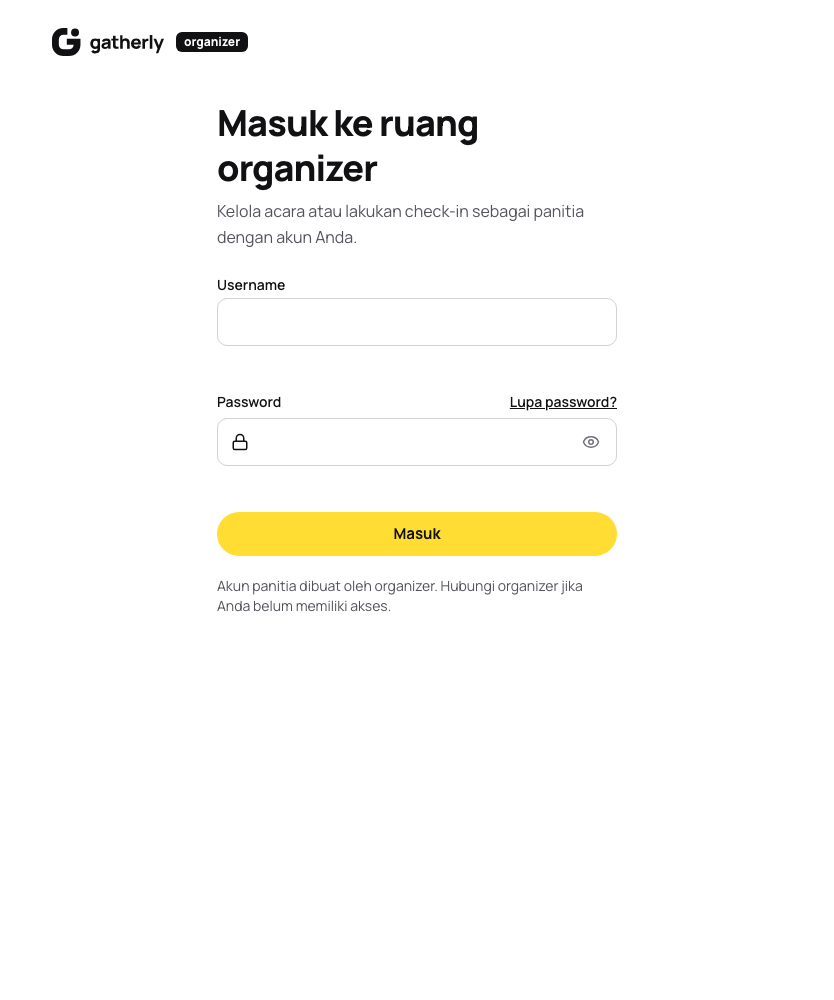 gatherly organizer
Masuk ke ruang
organizer
Kelola acara atau lakukan check-in sebagai panitia
dengan akun Anda.
Username
Password Lupa password?
Masuk
Akun panitia dibuat oleh organizer. Hubungi organizer jika
Anda belum memiliki akses.